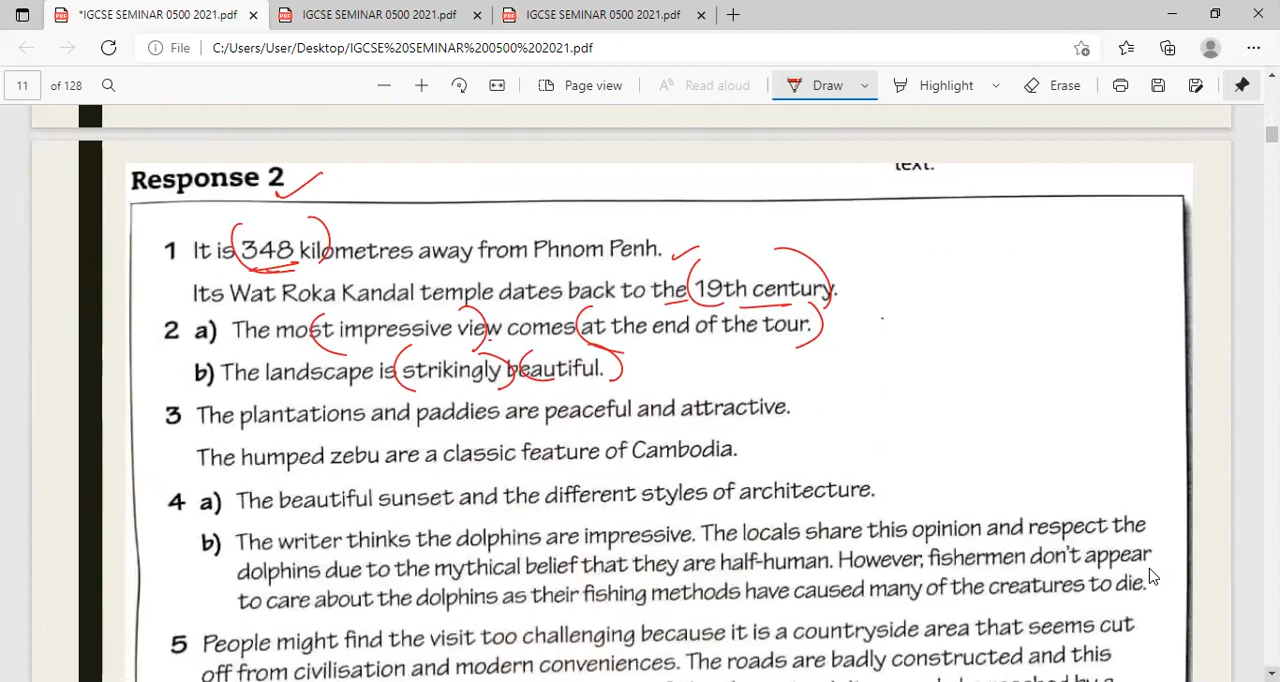 *IGCSE SEMINAR 0500 2021.pdf
IGCSE SEMINAR 0500 2021.pdf
IGCSE SEMINAR 0500 2021.pdf
File
C:/Users/User/Desktop/IGCSE%20SEMINAR%200500%202021.pdf
11 of 128
Page view
Read aloud
Draw
Highlight
Erase
text.
Response 2
1 It is 348 kilometres away from Phnom Penh.
Its Wat Roka Kandal temple dates back to the 19th century.
2 a) The most impressive view comes at the end of the tour.
b) The landscape is strikingly beautiful.
3 The plantations and paddies are peaceful and attractive.
The humped zebu are a classic feature of Cambodia.
4 a) The beautiful sunset and the different styles of architecture.
b) The writer thinks the dolphins are impressive. The locals share this opinion and respect the
dolphins due to the mythical belief that they are half-human. However, fishermen don't appear
to care about the dolphins as their fishing methods have caused many of the creatures to die.
5 People might find the visit too challenging because it is a countryside area that seems cut
off from civilisation and modern conveniences. The roads are badly constructed and this